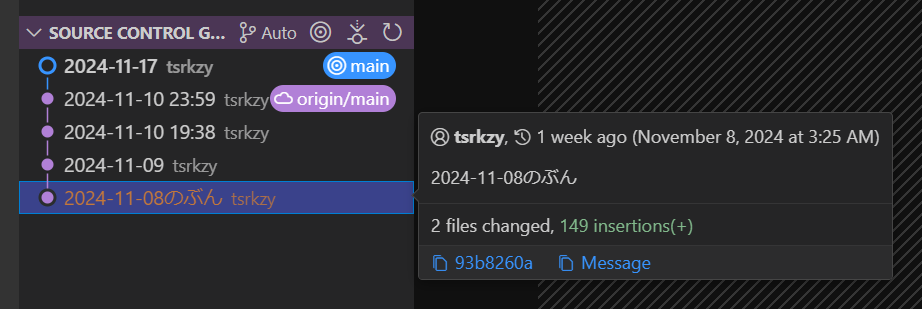 SOURCE CONTROL G... Auto
2024-11-17 tsrkzy main
2024-11-10 23:59 tsrkzy origin/main
2024-11-10 19:38 tsrkzy
2024-11-09 tsrkzy
2024-11-08のぶん tsrkzy
tsrkzy, 1 week ago (November 8, 2024 at 3:25 AM)
2024-11-08のぶん
2 files changed, 149 insertions(+)
93b8260a Message